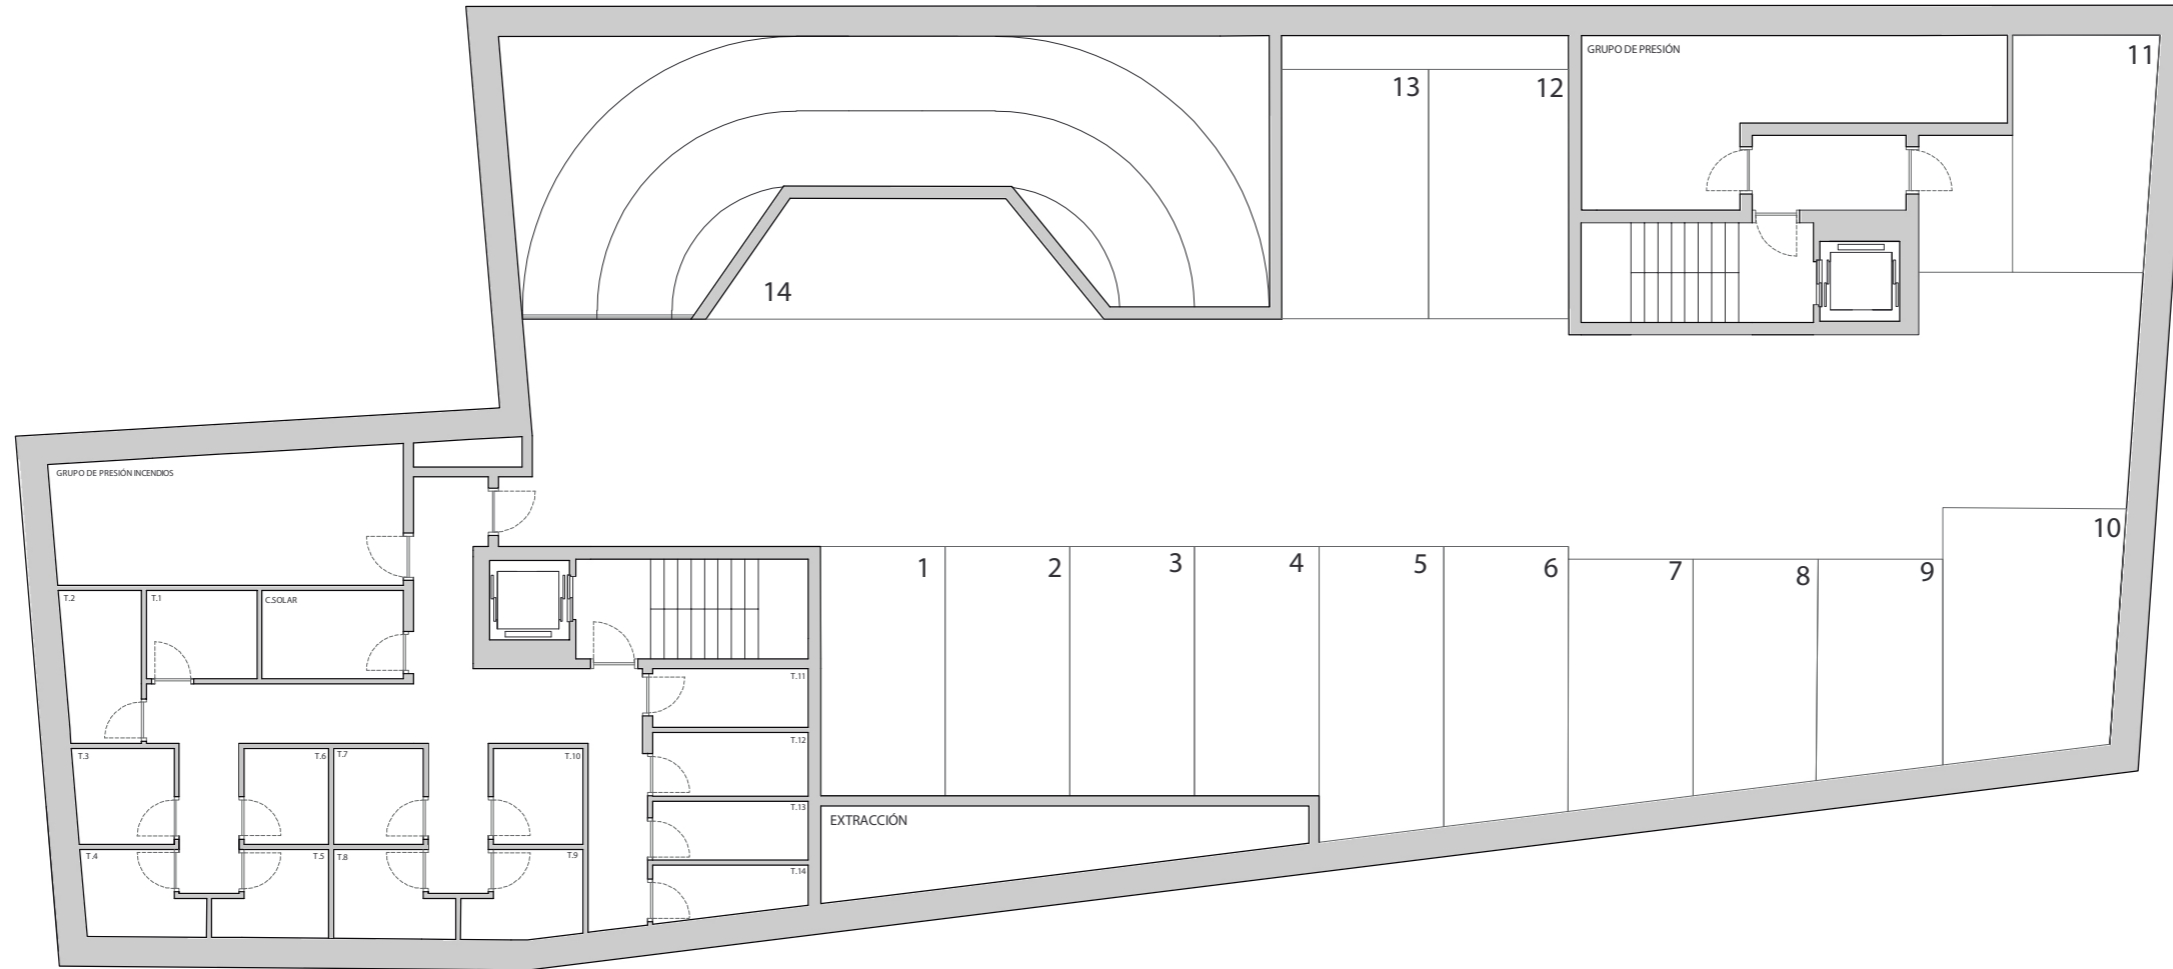 GRUPO DE PRESIÓN
11
13
12
14
GRUPO DE PRESIÓN INCENDIOS
10
1
2
3
4
5
6
7
8
9
T.2
T.1
C.SOLAR
T.11
T.12
T.3
T.6
T.7
T.10
T.13
EXTRACCIÓN
T.4
T.5
T.8
T.9
T.14